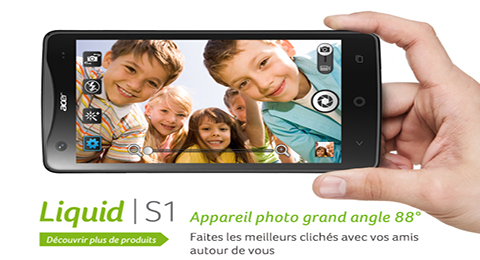 acer
Liquid | S1
Appareil photo grand angle 88°
Découvrir plus de produits
Faites les meilleurs clichés avec vos amis
autour de vous